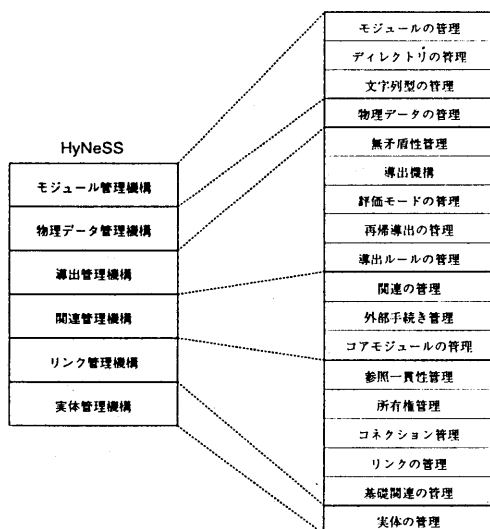 HyNeSS
モジュール管理機構
物理データ管理機構
導出管理機構
関連管理機構
リンク管理機構
実体管理機構
モジュールの管理
ディレクトリの管理
文字列型の管理
物理データの管理
無矛盾性管理
導出機構
評価モードの管理
再帰導出の管理
導出ルールの管理
関連の管理
外部手続き管理
コアモジュールの管理
参照一貫性管理
所有権管理
コネクション管理
リンクの管理
基礎関連の管理
実体の管理